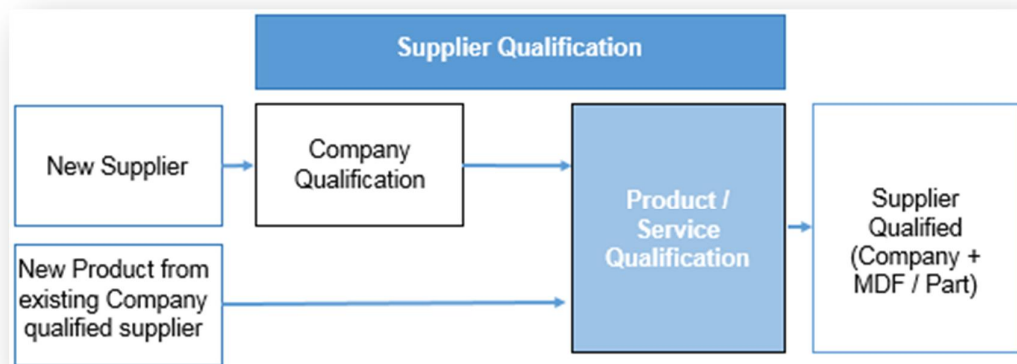 Supplier Qualification
New Supplier
Company
Qualification
Product /
Service
Qualification
Supplier
Qualified
(Company +
MDF / Part)
New Product from
existing Company
qualified supplier